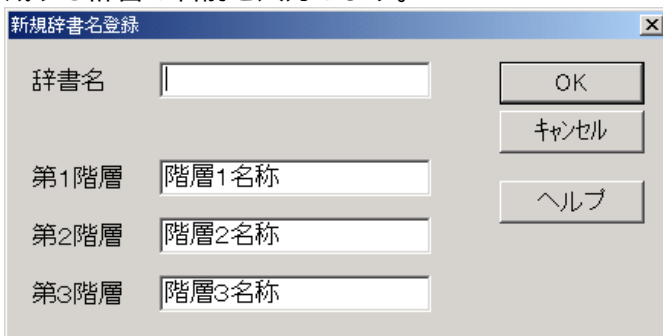 新規辞書名登録
辞書名
OK
キャンセル
第1階層 階層1名称
ヘルプ
第2階層 階層2名称
第3階層 階層3名称